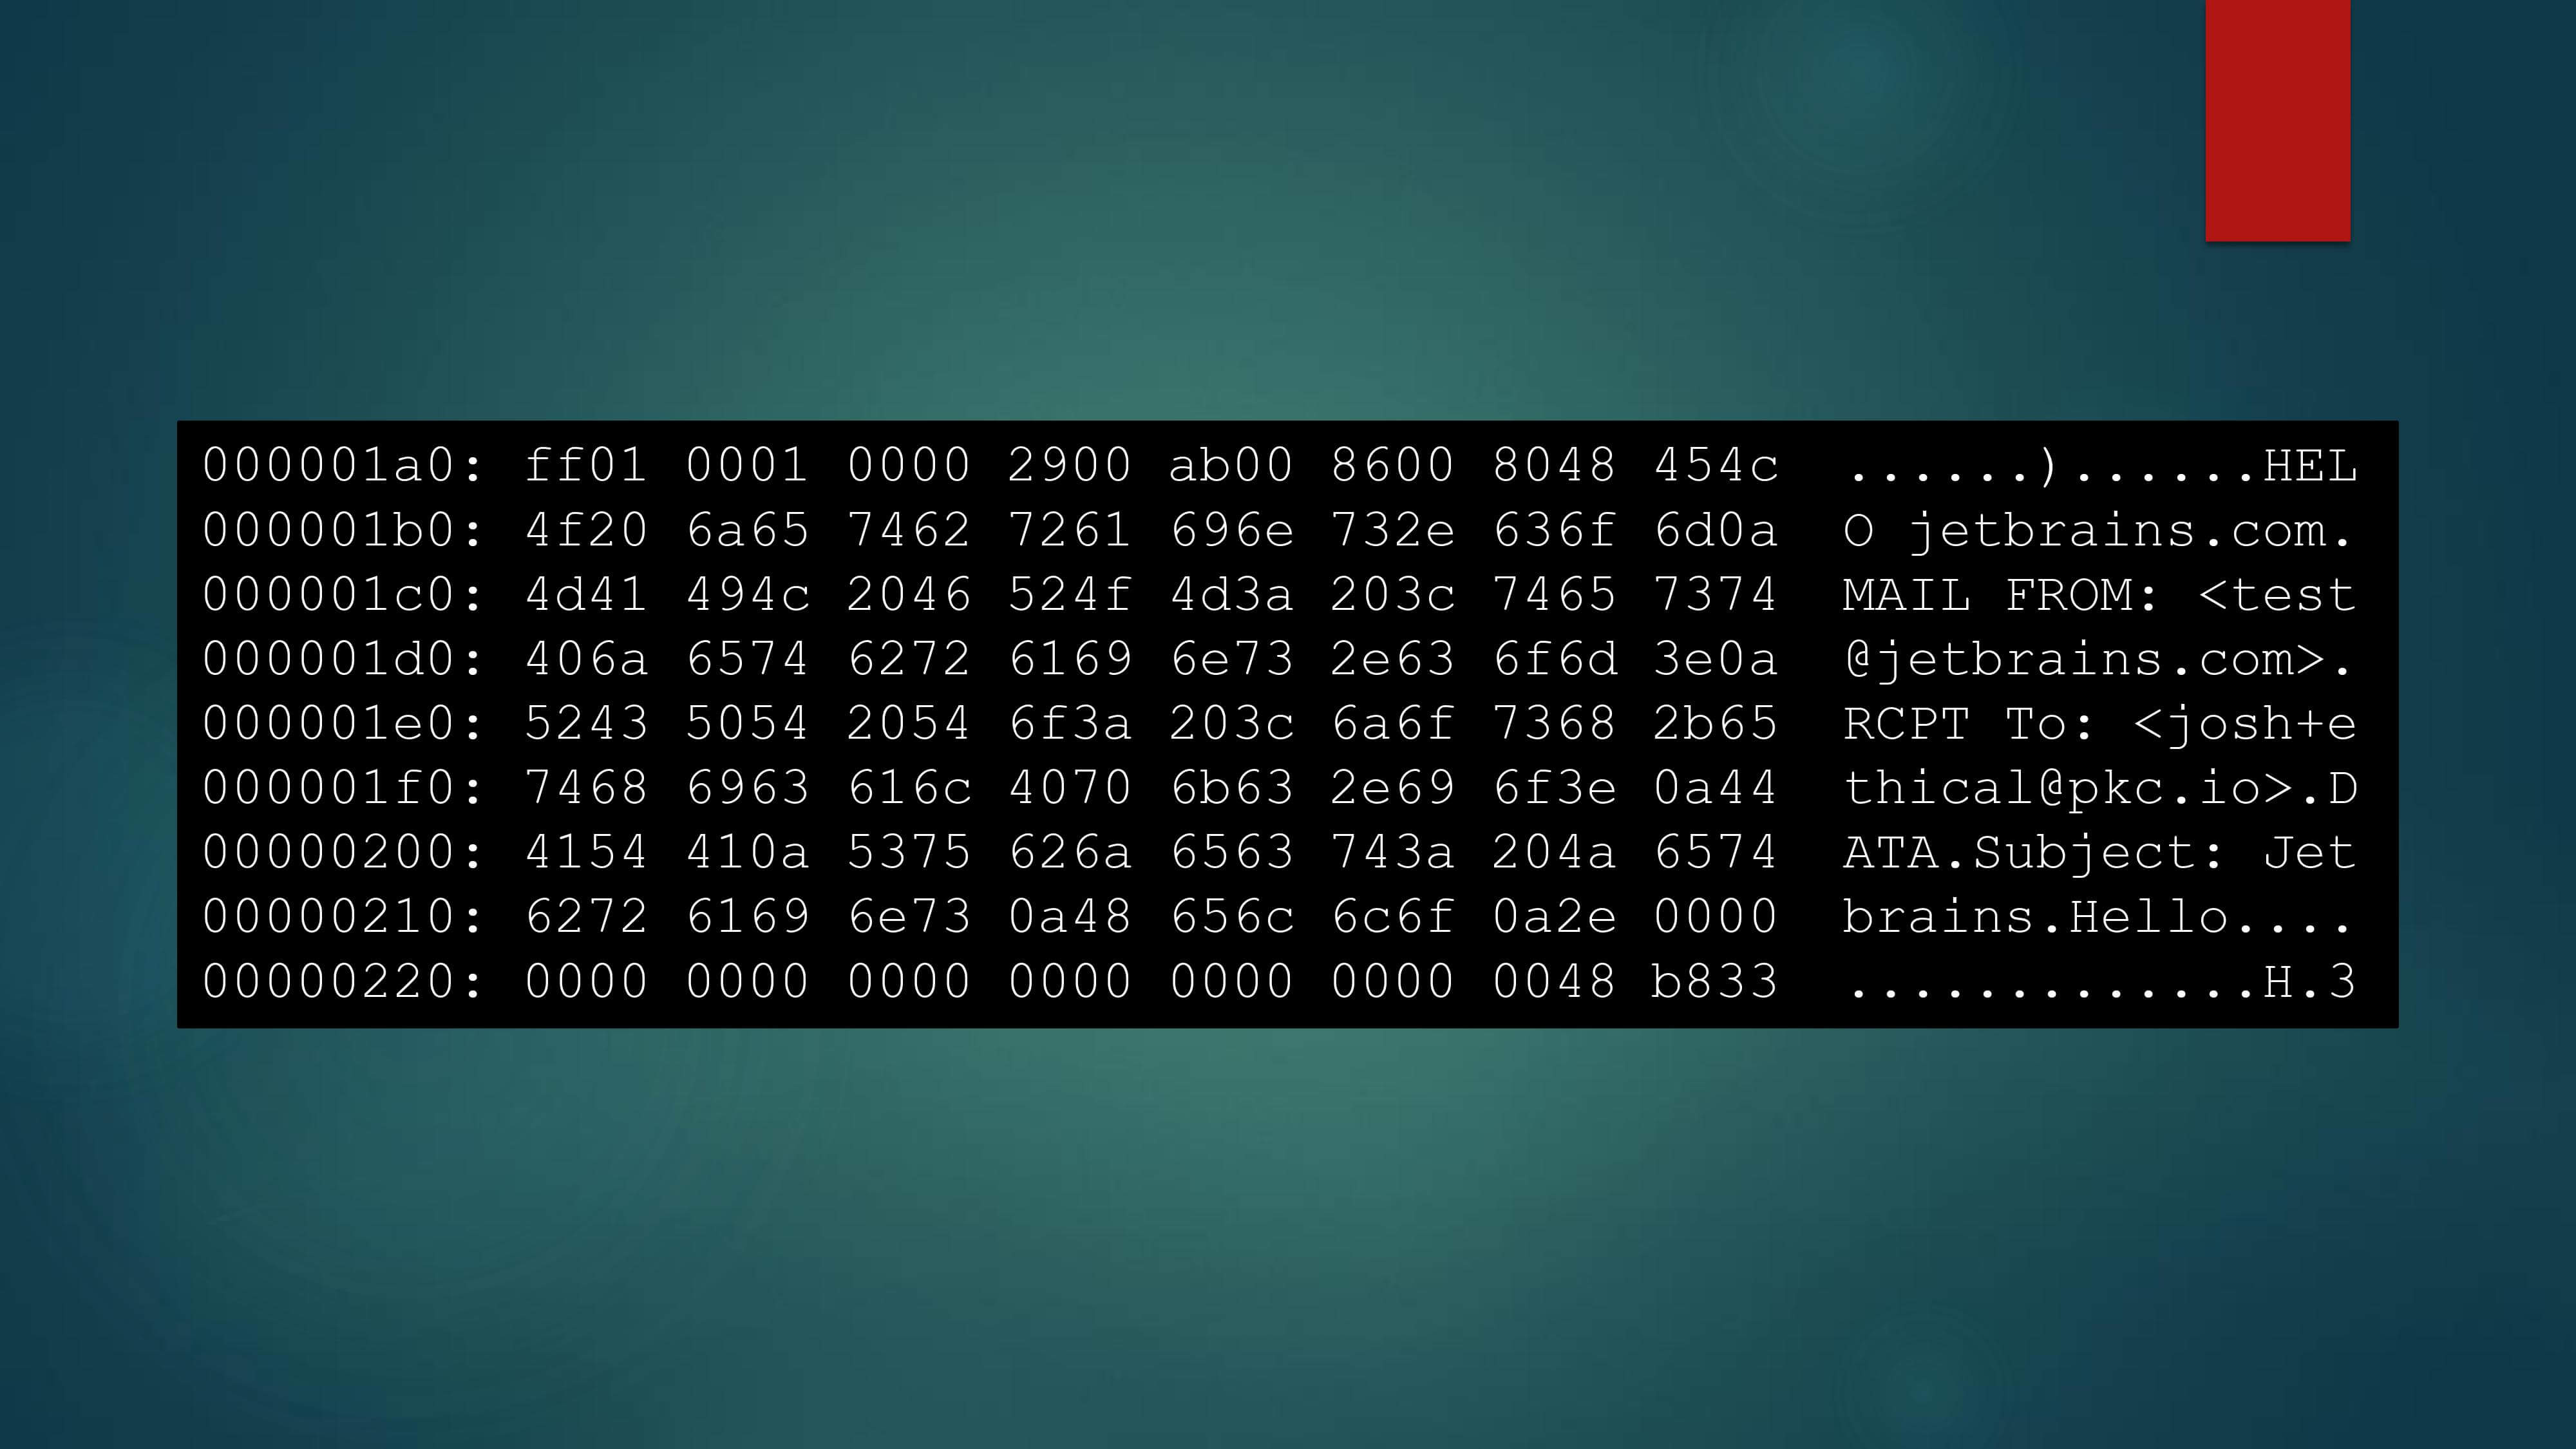 000001a0: ff01 0001 0000 2900 ab00 8600 8048 454c  ......)......HEL
000001b0: 4f20 6a65 7462 7261 696e 732e 636f 6d0a  O jetbrains.com.
000001c0: 4d41 494c 2046 524f 4d3a 203c 7465 7374  MAIL FROM: <test
000001d0: 406a 6574 6272 6169 6e73 2e63 6f6d 3e0a  @jetbrains.com>.
000001e0: 5243 5054 2054 6f3a 203c 6a6f 7368 2b65  RCPT To: <josh+e
000001f0: 7468 6963 616c 4070 6b63 2e69 6f3e 0a44  thical@pkc.io>.D
00000200: 4154 410a 5375 626a 6563 743a 204a 6574  ATA.Subject: Jet
00000210: 6272 6169 6e73 0a48 656c 6c6f 0a2e 0000  brains.Hello....
00000220: 0000 0000 0000 0000 0000 0000 0048 b833  .............H.3